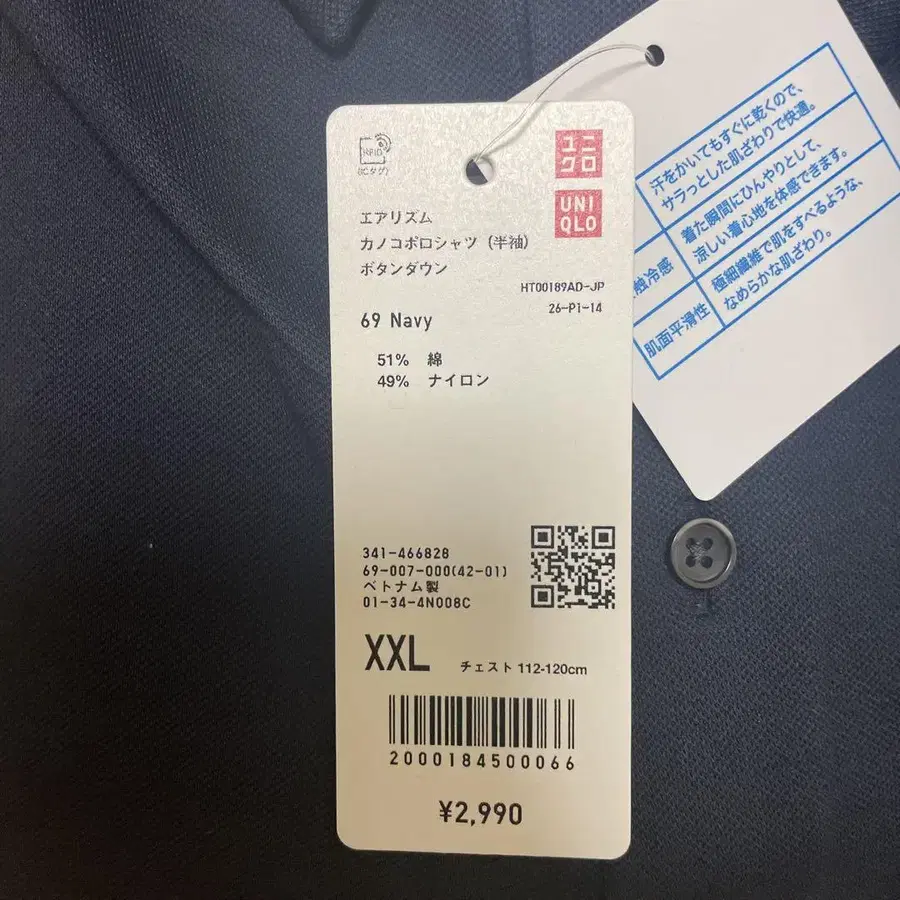 RFID
(ICタグ)
ユニ
クロ
UNI
QLO
エアリズム
カノコポロシャツ（半袖）
ボタンダウン
HT00189AD-JP
26-P1-14
69 Navy
51% 綿
49% ナイロン
341-466828
69-007-000(42-01)
ベトナム製
01-34-4N008C
XXL チェスト 112-120cm
2000184500066
¥2,990
汗をかいてもすぐに乾くので、
サラっとした肌ざわりで快適。
触冷感
着た瞬間にひんやりとして、
涼しい着心地を体感できます。
肌面平滑性
極細繊維で肌をすべるような、
なめらかな肌ざわり。